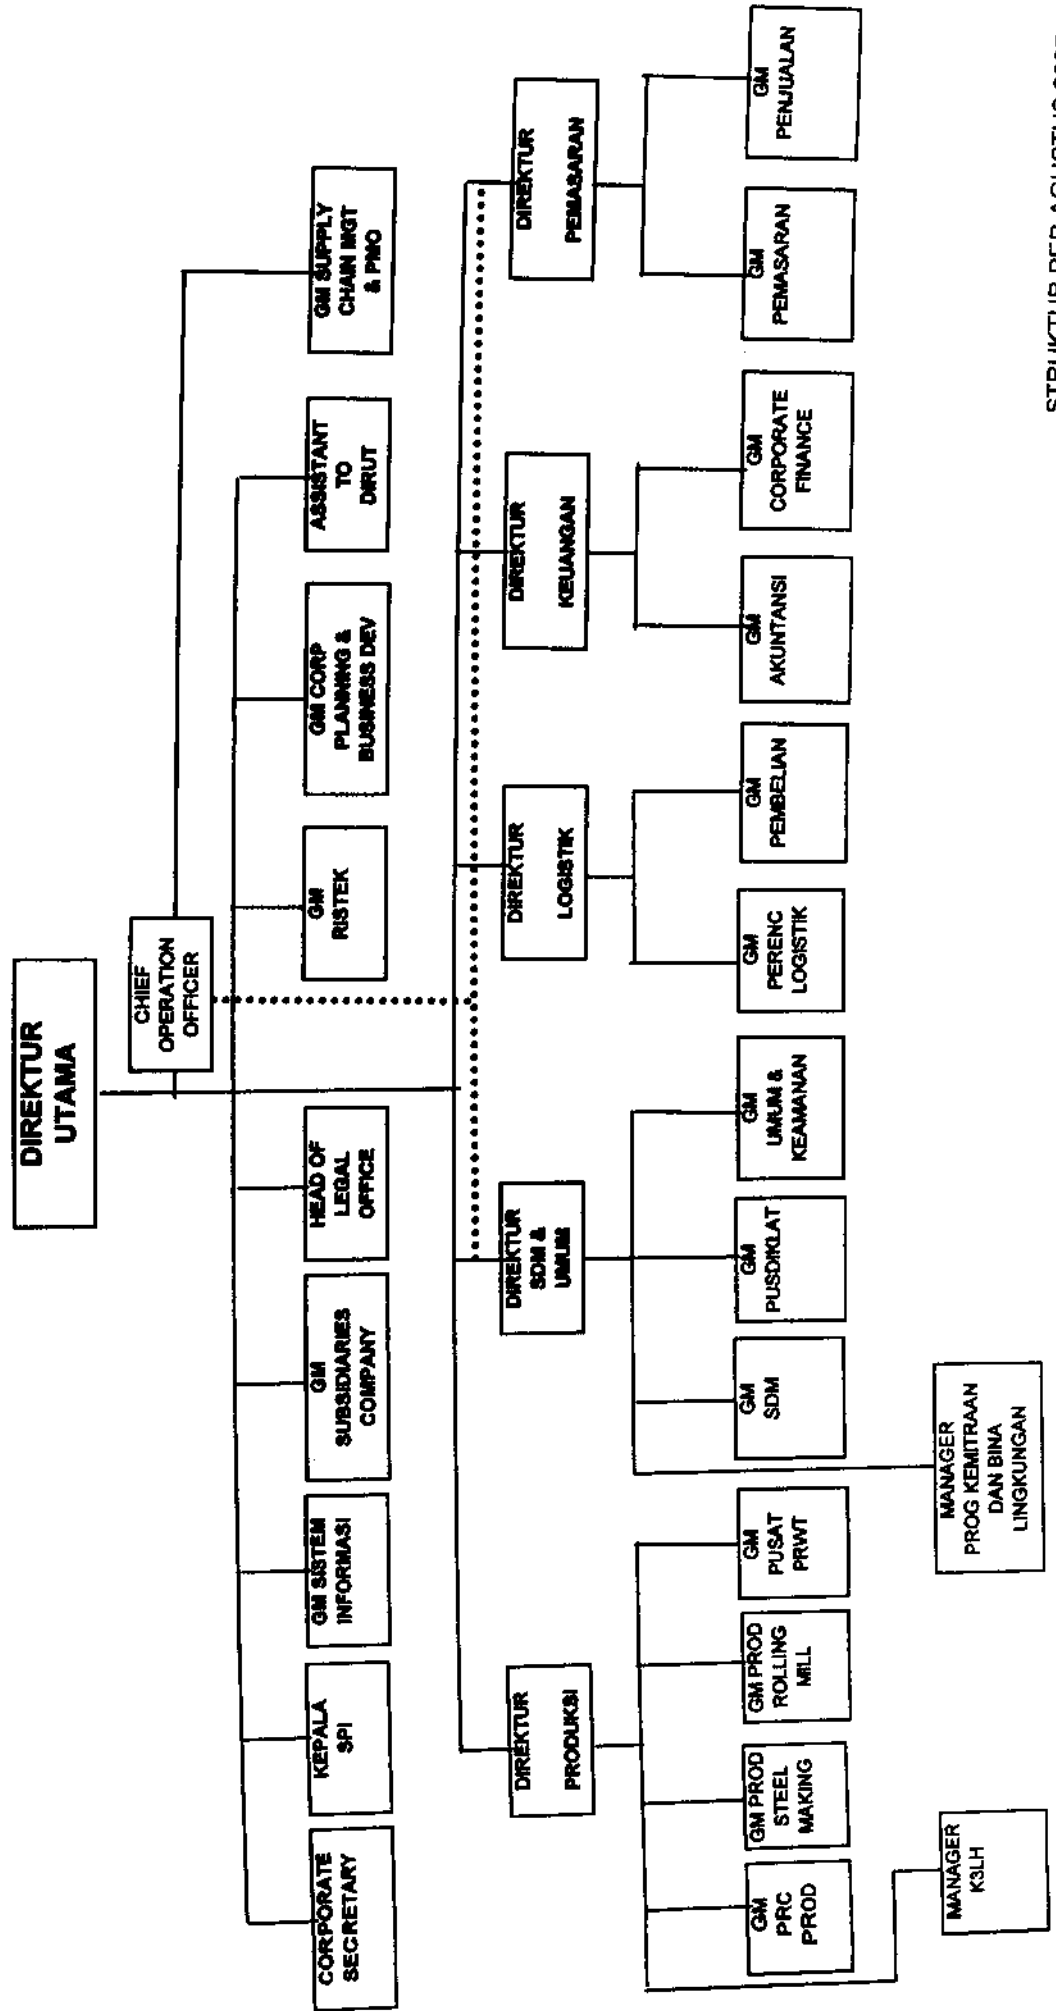 DIREKTUR
UTAMA
CHIEF
OPERATION
OFFICER
CORPORATE
SECRETARY
KEPALA
SPI
GM SISTEM
INFORMASI
GM
SUBSIDIARIES
COMPANY
HEAD OF
LEGAL
OFFICE
GM
RISTEK
GM CORP
PLANNING &
BUSINESS DEV
ASSISTANT
TO
DIRUT
GM SUPPLY
CHAIN MGT
& PMO
DIREKTUR
PRODUKSI
DIREKTUR
SDM &
UMUM
DIREKTUR
LOGISTIK
DIREKTUR
KEUANGAN
DIREKTUR
PEMASARAN
GM
PRC
PROD
GM PROD
STEEL
MAKING
GM PROD
ROLLING
MILL
GM
PUSAT
PRWT
GM
SDM
GM
PUSDIKLAT
GM
UMUM &
KEAMANAN
GM
PERENC
LOGISTIK
GM
PEMBELIAN
GM
AKUNTANSI
GM
CORPORATE
FINANCE
GM
PEMASARAN
GM
PENJUALAN
MANAGER
K3LH
MANAGER
PROG KEMITRAAN
DAN BINA
LINGKUNGAN
STRUKTUR PER AGUSTUS